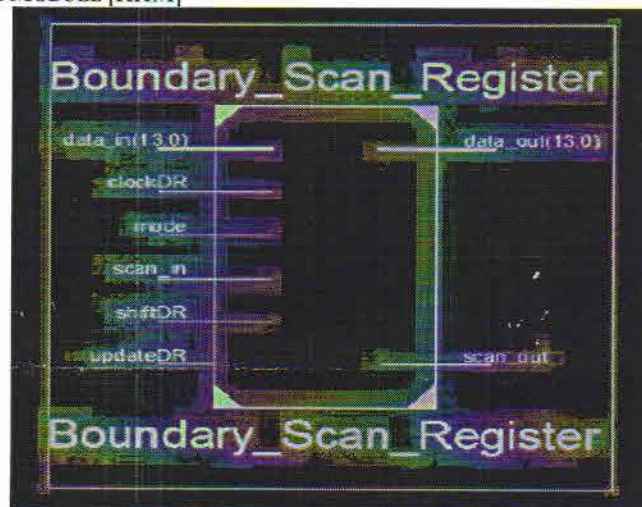 Boundary_Scan_Register
data_in(13:0)
data_out(13:0)
clockDR
mode
scan_in
shiftDR
updateDR
scan_out
Boundary_Scan_Register